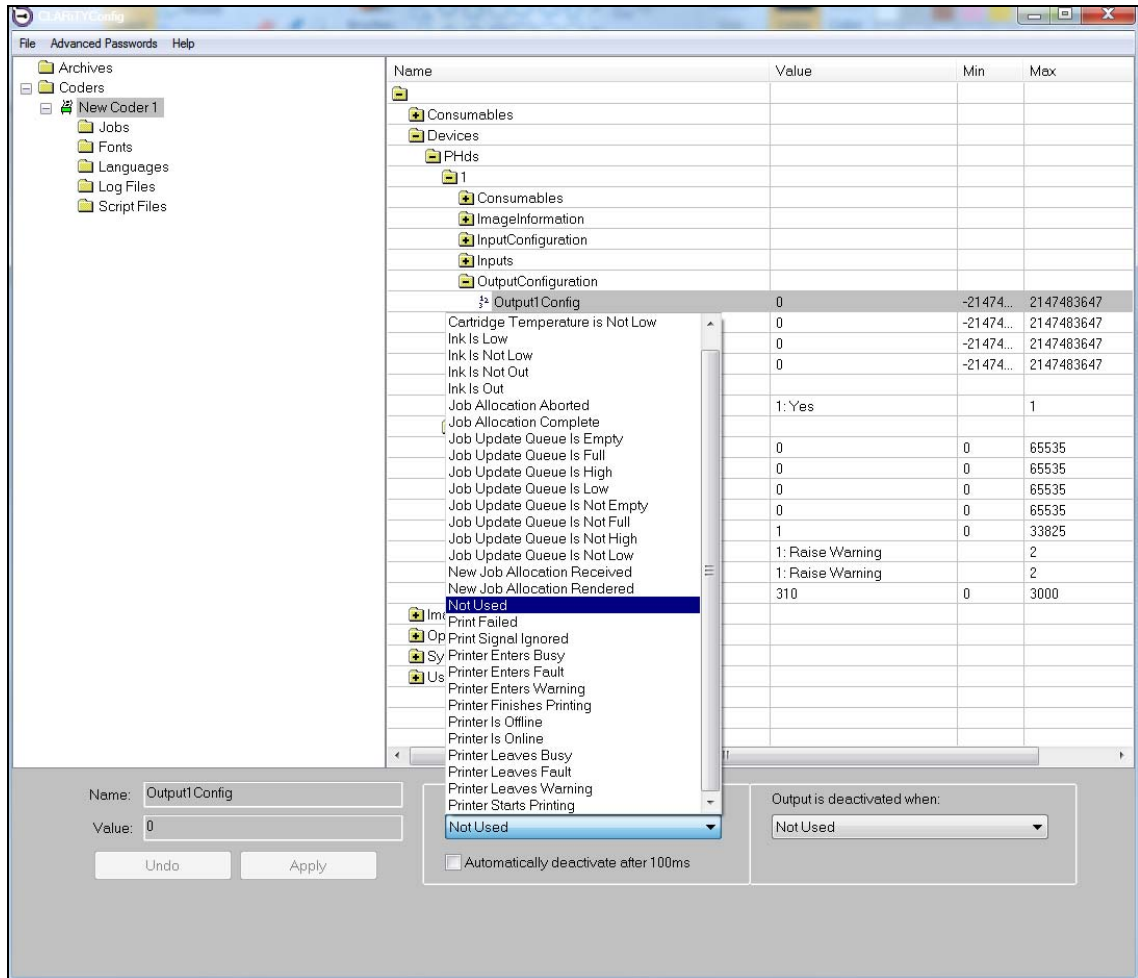 CLARiTYConfig
File Advanced Passwords Help
Archives
Coders
New Coder 1
Jobs
Fonts
Languages
Log Files
Script Files
Name Value Min Max
Consumables
Devices
PHds
1
Consumables
ImageInformation
InputConfiguration
Inputs
OutputConfiguration
Output1Config 0 -21474... 2147483647
0 -21474... 2147483647
0 -21474... 2147483647
0 -21474... 2147483647
1: Yes 1
0 0 65535
0 0 65535
0 0 65535
0 0 65535
1 0 33825
1: Raise Warning 2
1: Raise Warning 2
310 0 3000
Ima
Op
Sy
Us
Cartridge Temperature is Not Low
Ink Is Low
Ink Is Not Low
Ink Is Not Out
Ink Is Out
Job Allocation Aborted
Job Allocation Complete
Job Update Queue Is Empty
Job Update Queue Is Full
Job Update Queue Is High
Job Update Queue Is Low
Job Update Queue Is Not Empty
Job Update Queue Is Not Full
Job Update Queue Is Not High
Job Update Queue Is Not Low
New Job Allocation Received
New Job Allocation Rendered
Not Used
Print Failed
Print Signal Ignored
Printer Enters Busy
Printer Enters Fault
Printer Enters Warning
Printer Finishes Printing
Printer Is Offline
Printer Is Online
Printer Leaves Busy
Printer Leaves Fault
Printer Leaves Warning
Printer Starts Printing
Name: Output1Config
Value: 0
Undo Apply
Not Used
Automatically deactivate after 100ms
Output is deactivated when:
Not Used